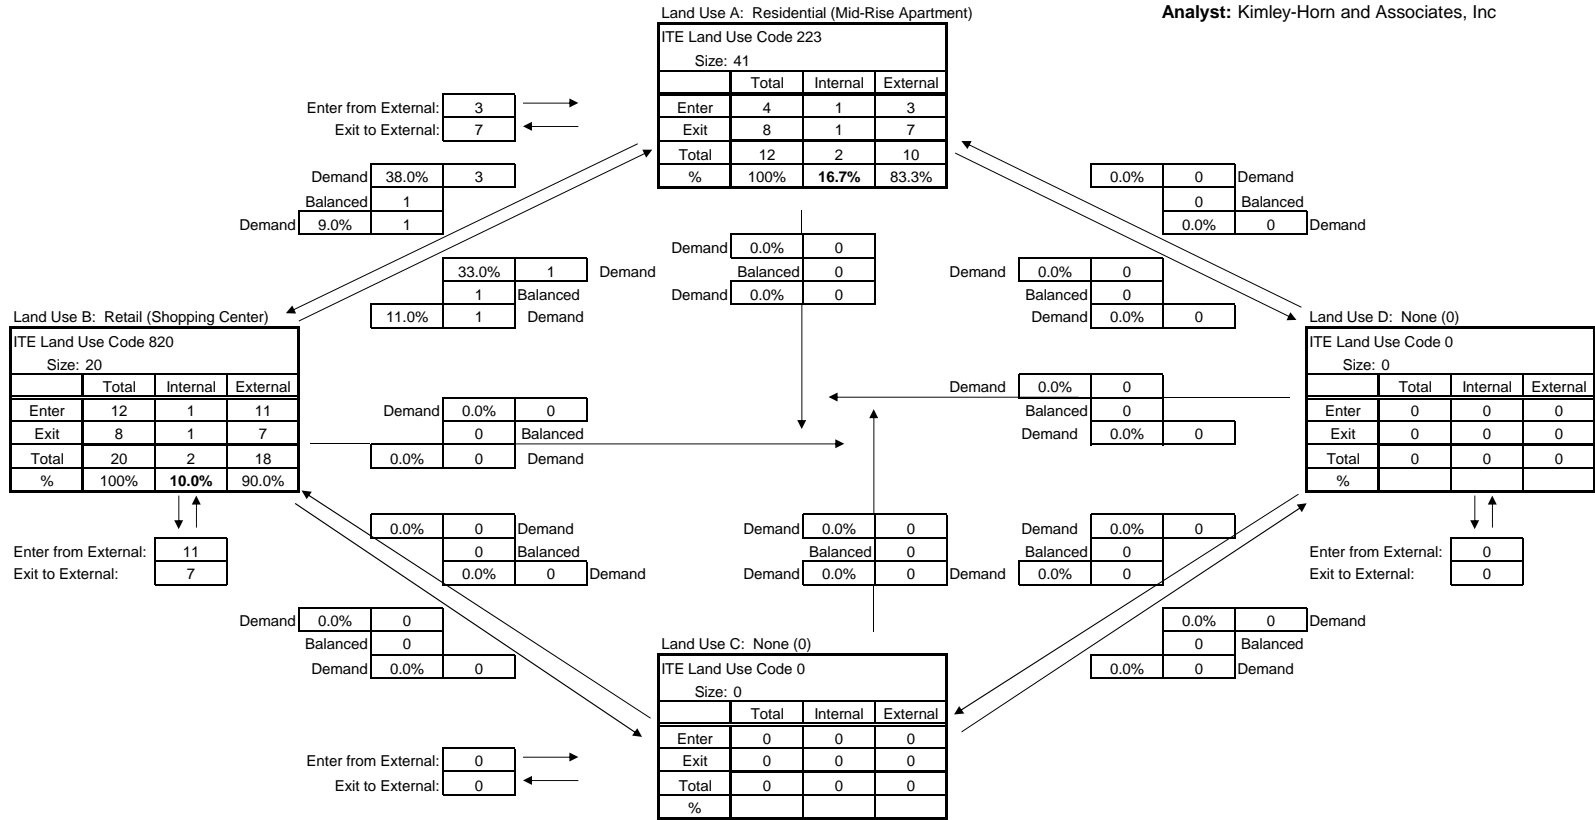 Land Use A: Residential (Mid-Rise Apartment)
Analyst: Kimley-Horn and Associates, Inc
ITE Land Use Code 223
Size: 41
Total Internal External
Enter 4 1 3
Exit 8 1 7
Total 12 2 10
% 100% 16.7% 83.3%
Enter from External: 3
Exit to External: 7
Demand 38.0% 3
Balanced 1
Demand 9.0% 1
0.0% 0 Demand
0 Balanced
0.0% 0 Demand
33.0% 1 Demand
1 Balanced
11.0% 1 Demand
Demand 0.0% 0
Balanced 0
Demand 0.0% 0
Demand 0.0% 0
Balanced 0
Demand 0.0% 0
Land Use B: Retail (Shopping Center)
ITE Land Use Code 820
Size: 20
Total Internal External
Enter 12 1 11
Exit 8 1 7
Total 20 2 18
% 100% 10.0% 90.0%
Enter from External: 11
Exit to External: 7
Demand 0.0% 0
0 Balanced
0.0% 0 Demand
Demand 0.0% 0
Balanced 0
Demand 0.0% 0
Land Use D: None (0)
ITE Land Use Code 0
Size: 0
Total Internal External
Enter 0 0 0
Exit 0 0 0
Total 0 0 0
%
Enter from External: 0
Exit to External: 0
0.0% 0 Demand
0 Balanced
0.0% 0 Demand
Demand 0.0% 0
Balanced 0
Demand 0.0% 0
Demand 0.0% 0
Balanced 0
Demand 0.0% 0
Demand 0.0% 0
Balanced 0
Demand 0.0% 0
0.0% 0 Demand
0 Balanced
0.0% 0 Demand
Land Use C: None (0)
ITE Land Use Code 0
Size: 0
Total Internal External
Enter 0 0 0
Exit 0 0 0
Total 0 0 0
%
Enter from External: 0
Exit to External: 0